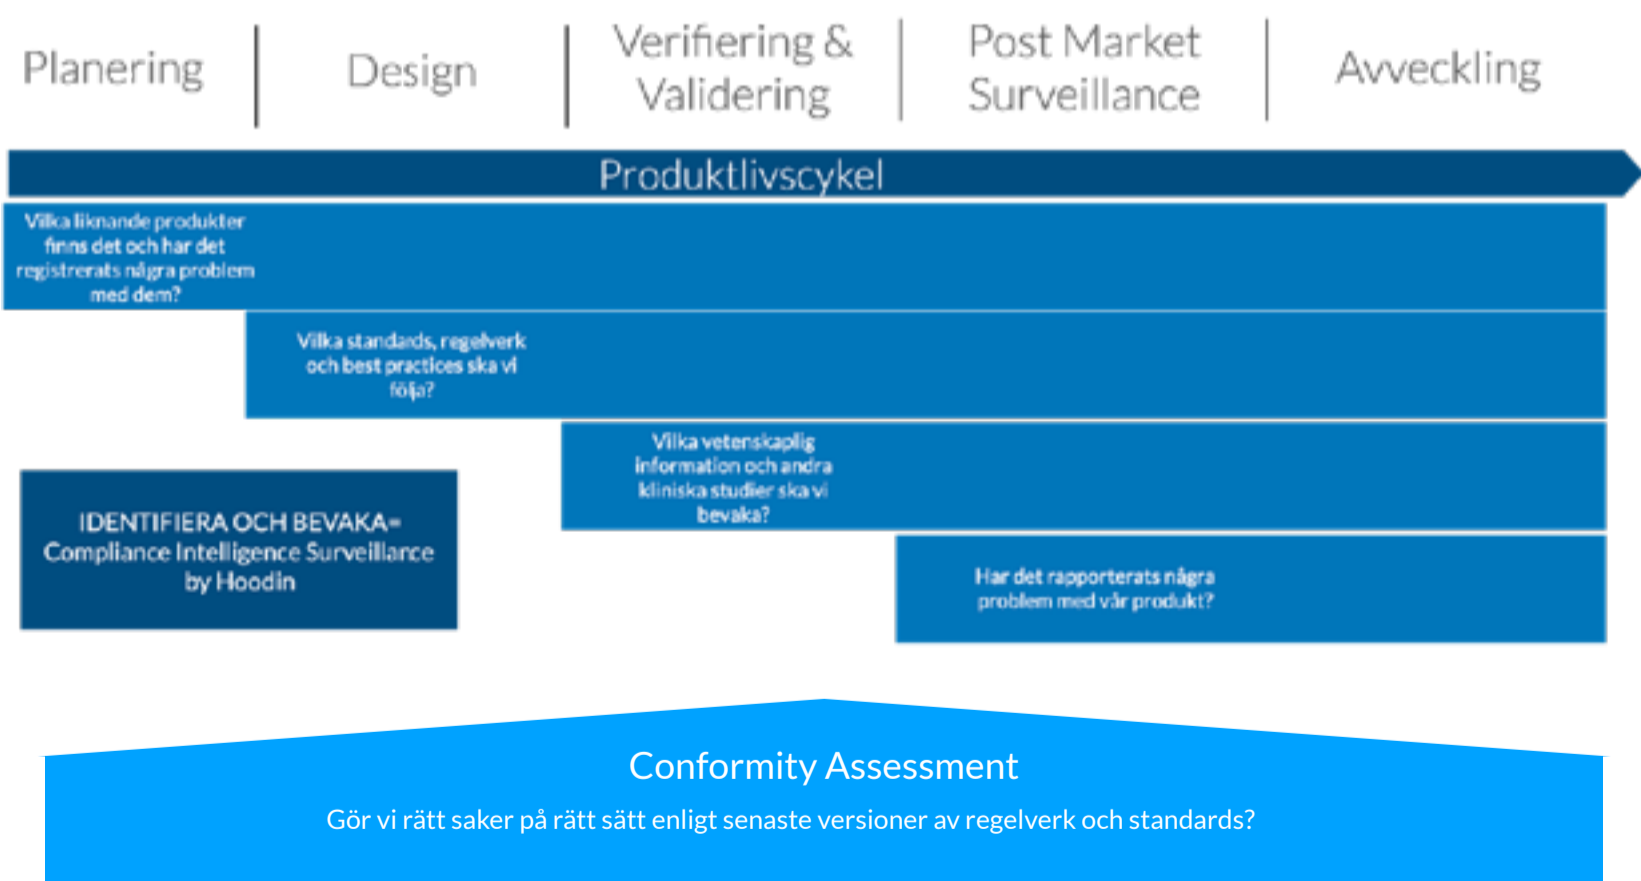 Planering
Design
Verifiering &
Validering
Post Market
Surveillance
Avveckling
Produktlivscykel
Vilka liknande produkter
finns det och har det
registrerats några problem
med dem?
Vilka standards, regelverk
och best practices ska vi
följa?
Vilka vetenskaplig
information och andra
kliniska studier ska vi
bevaka?
IDENTIFIERA OCH BEVAKA=
Compliance Intelligence Surveillance
by Hoodin
Har det rapporterats några
problem med vår produkt?
Conformity Assessment
Gör vi rätt saker på rätt sätt enligt senaste versioner av regelverk och standards?